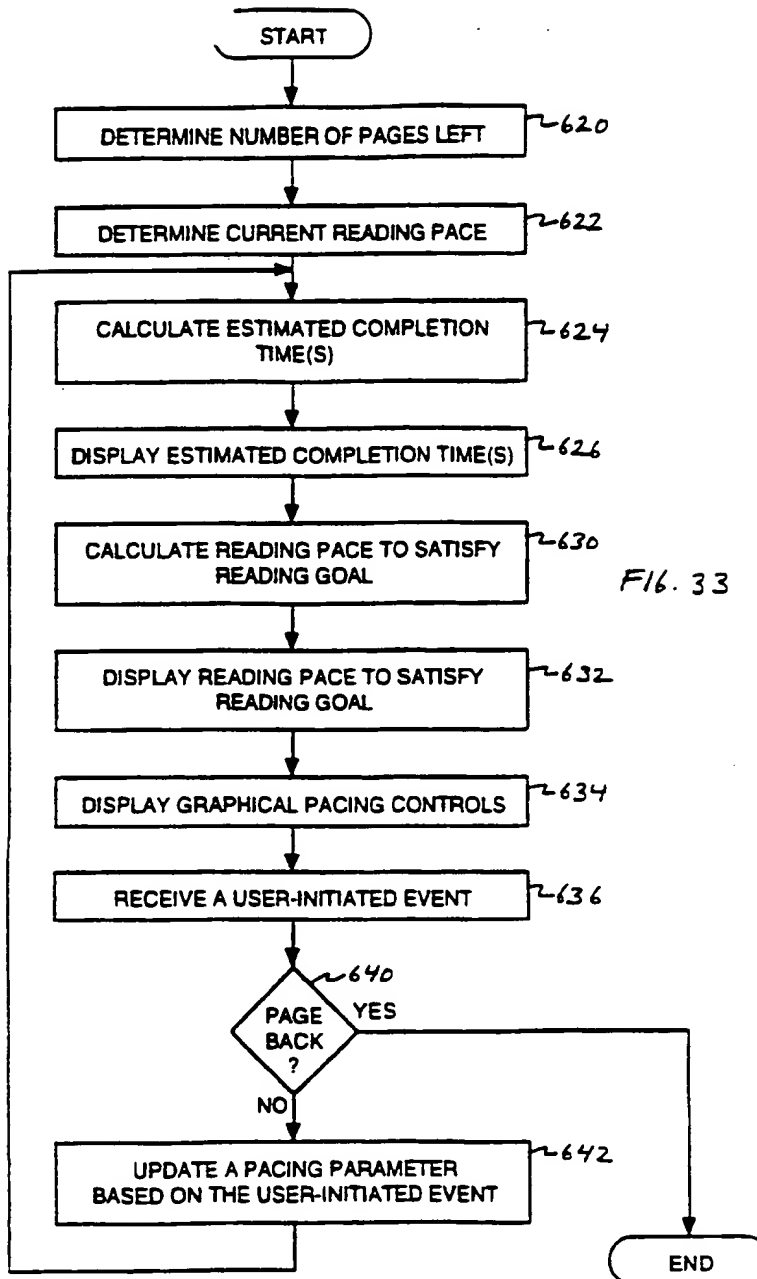 START
DETERMINE NUMBER OF PAGES LEFT
620
DETERMINE CURRENT READING PACE
622
CALCULATE ESTIMATED COMPLETION
TIME(S)
624
DISPLAY ESTIMATED COMPLETION TIME(S)
626
CALCULATE READING PACE TO SATISFY
READING GOAL
630
FIG. 33
DISPLAY READING PACE TO SATISFY
READING GOAL
632
DISPLAY GRAPHICAL PACING CONTROLS
634
RECEIVE A USER-INITIATED EVENT
636
640
PAGE
BACK
?
YES
NO
UPDATE A PACING PARAMETER
BASED ON THE USER-INITIATED EVENT
642
END